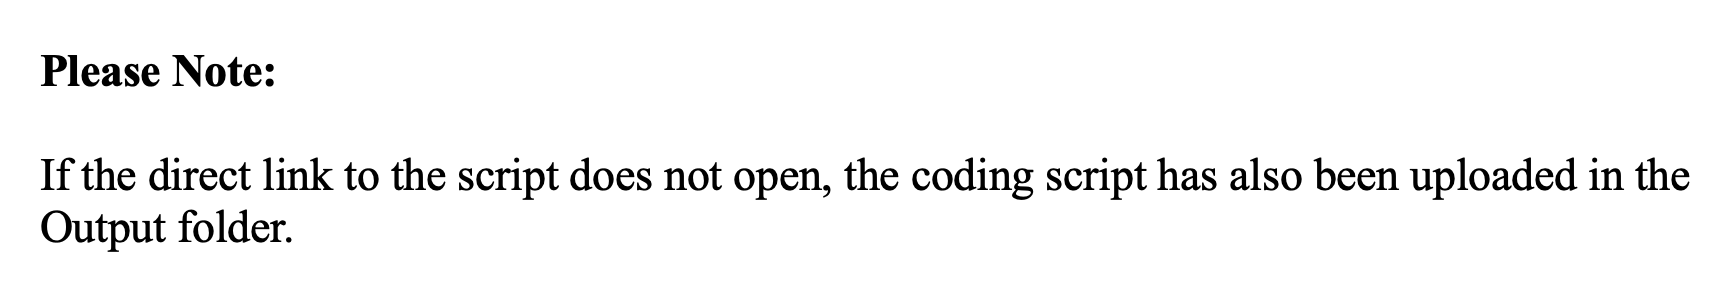 Please Note:
If the direct link to the script does not open, the coding script has also been uploaded in the
Output folder.